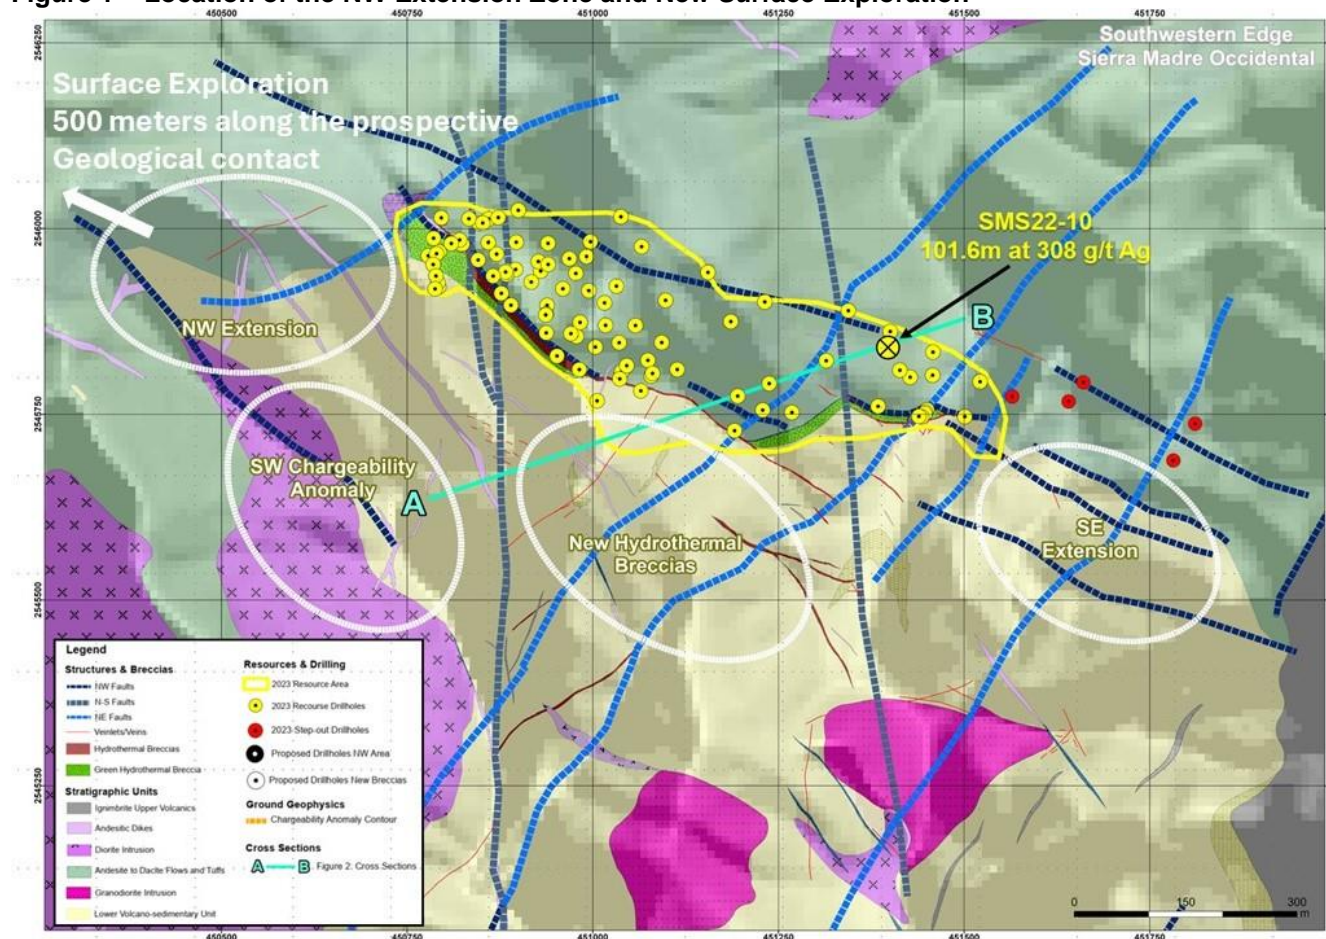 Figure 1 – Location of the NW Extension Zone and New Surface Exploration
450500 450750 451000 451250 451500 451750
Southwestern Edge
Sierra Madre Occidental
2546250
Surface Exploration
500 meters along the prospective
Geological contact
2546000
SMS22-10
101.6m at 308 g/t Ag
NW Extension
B
2545750
SW Chargeability
Anomaly
A
New Hydrothermal
Breccias
SE
Extension
2545500
Legend
Structures & Breccias
NW Faults
N-S Faults
NE Faults
Veinlets/Veins
Hydrothermal Breccias
Green Hydrothermal Breccia
Stratigraphic Units
Ignimbrite Upper Volcanics
Andesitic Dikes
Diorite Intrusion
Andesite to Dacite Flows and Tuffs
Granodiorite Intrusion
Lower Volcano-sedimentary Unit
Resources & Drilling
2023 Resource Area
2023 Recourse Drillholes
2023 Step-out Drillholes
Proposed Drillholes NW Area
Proposed Drillholes New Breccias
Ground Geophysics
Chargeability Anomaly Contour
Cross Sections
A B Figure 2: Cross Sections
2545250
0 150 300
m
450500 450750 451000 451250 451500 451750